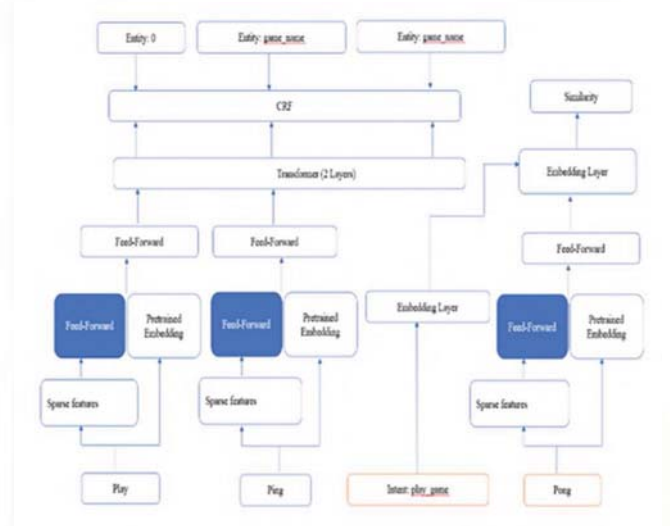 Entity: 0
Entity: game_name
Entity: game_name
CRF
Similarity
Transformer (2 Layers)
Embedding Layer
Feed-Forward
Feed-Forward
Feed-Forward
Feed-Forward
Pretrained
Embedding
Feed-Forward
Pretrained
Embedding
Embedding Layer
Feed-Forward
Pretrained
Embedding
Sparse features
Sparse features
Sparse features
Play
Ping
Intent: play_game
Pong